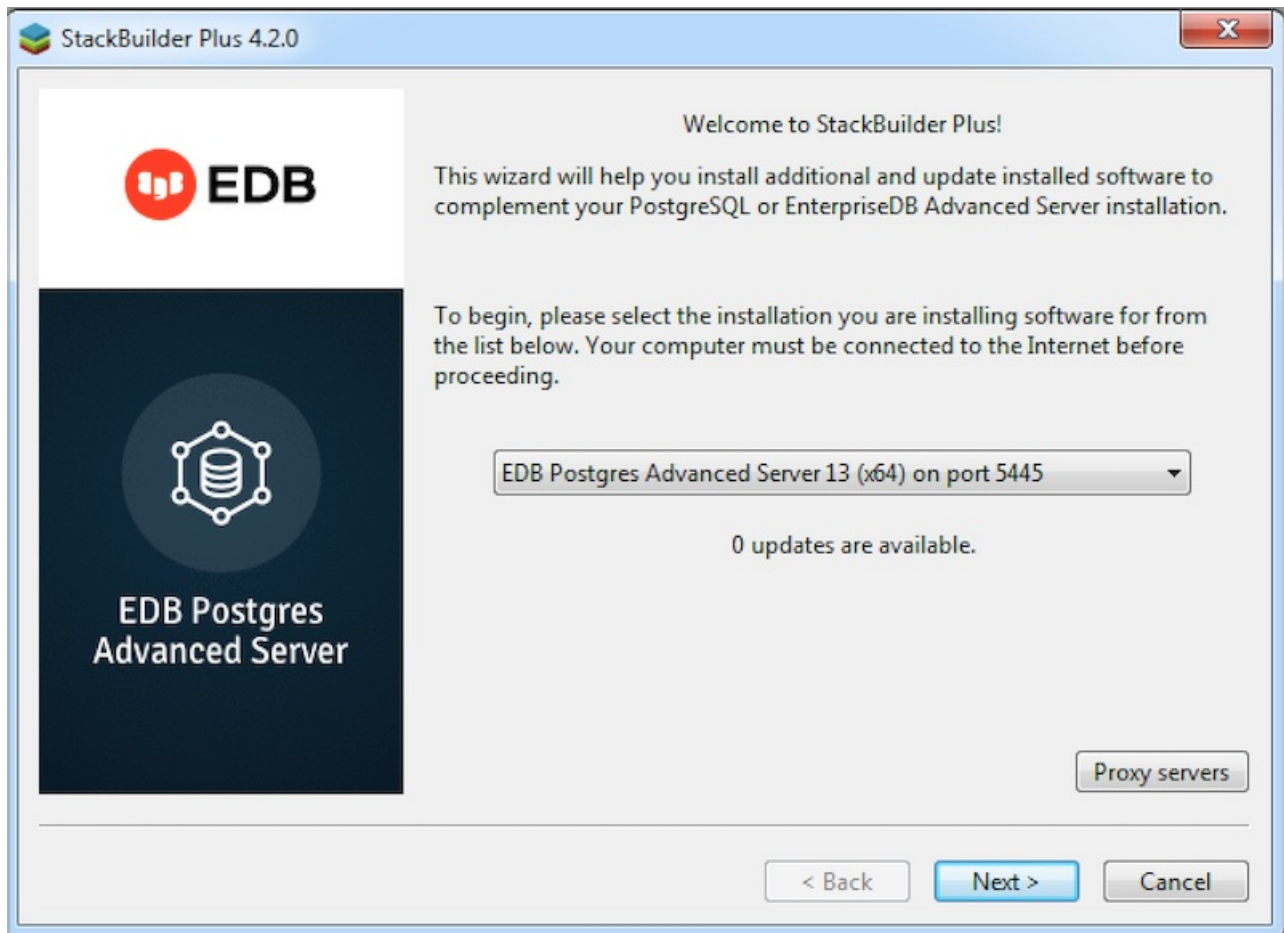 StackBuilder Plus 4.2.0
EDB
EDB Postgres
Advanced Server
Welcome to StackBuilder Plus!
This wizard will help you install additional and update installed software to
complement your PostgreSQL or EnterpriseDB Advanced Server installation.
To begin, please select the installation you are installing software for from
the list below. Your computer must be connected to the Internet before
proceeding.
EDB Postgres Advanced Server 13 (x64) on port 5445
0 updates are available.
Proxy servers
< Back
Next >
Cancel